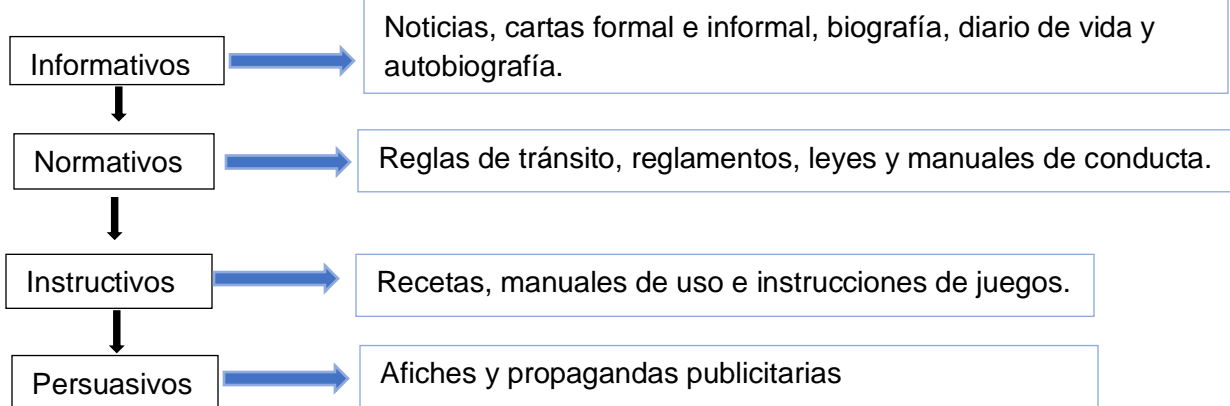 Informativos
Noticias, cartas formal e informal, biografía, diario de vida y
autobiografía.
Normativos
Reglas de tránsito, reglamentos, leyes y manuales de conducta.
Instructivos
Recetas, manuales de uso e instrucciones de juegos.
Persuasivos
Afiches y propagandas publicitarias